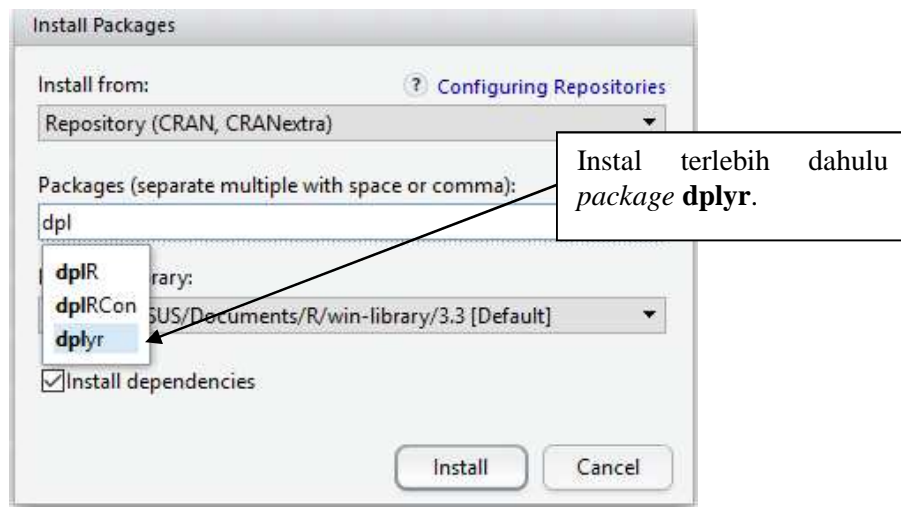 Install Packages
Install from:
? Configuring Repositories
Repository (CRAN, CRANextra)
Instal terlebih dahulu
package dplyr.
Packages (separate multiple with space or comma):
dpl
dplR
dplRCon
dplyr
rary:
SUS/Documents/R/win-library/3.3 [Default]
Install dependencies
Install
Cancel